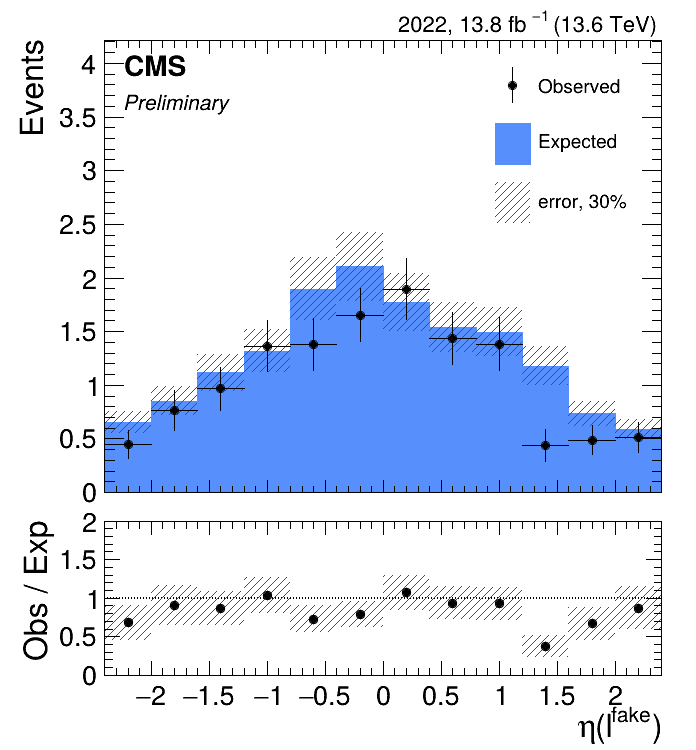 2022, 13.8 fb ⁻¹ (13.6 TeV)
CMS
Preliminary
Observed
Expected
error, 30%
Events
4
3.5
3
2.5
2
1.5
1
0.5
0
Obs / Exp
2
1.5
1
0.5
0
−2 −1.5 −1 −0.5 0 0.5 1 1.5 2
η(l^fake)